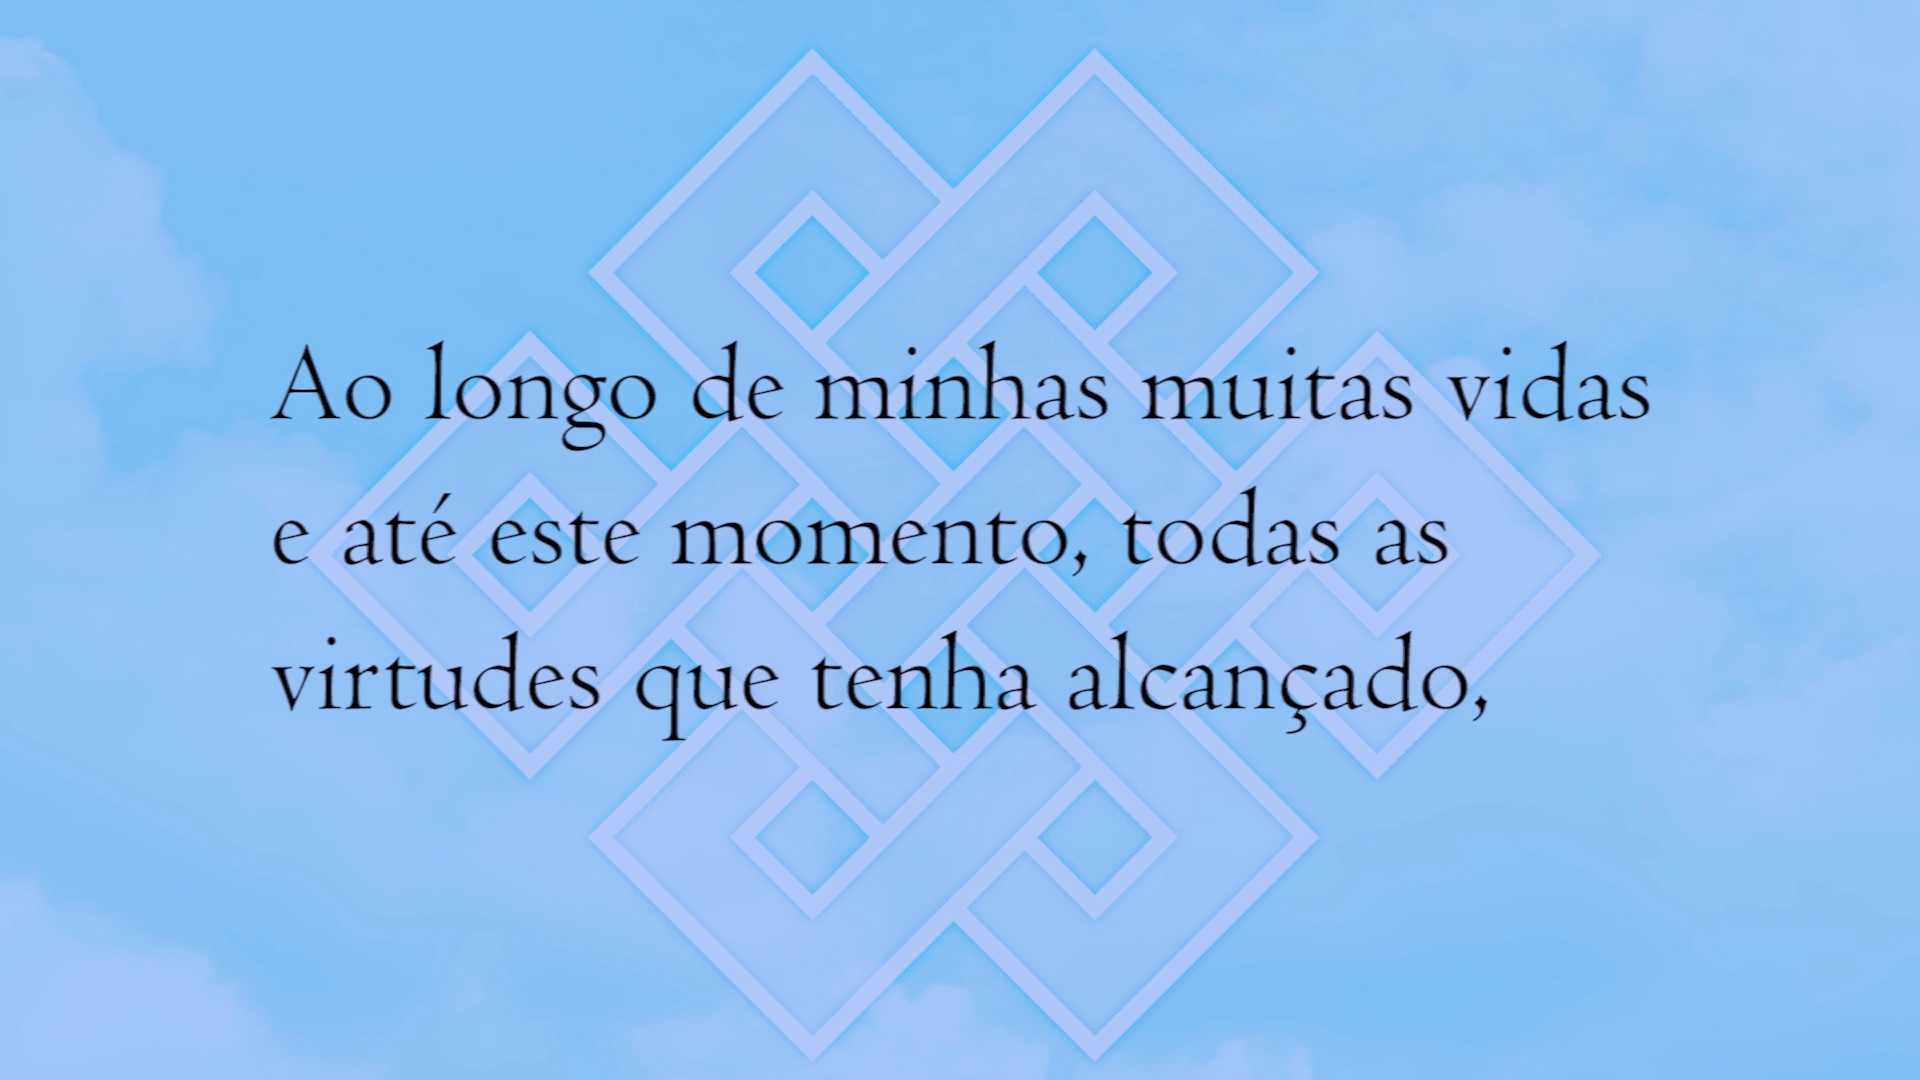 Ao longo de minhas muitas vidas
e até este momento, todas as
virtudes que tenha alcançado,